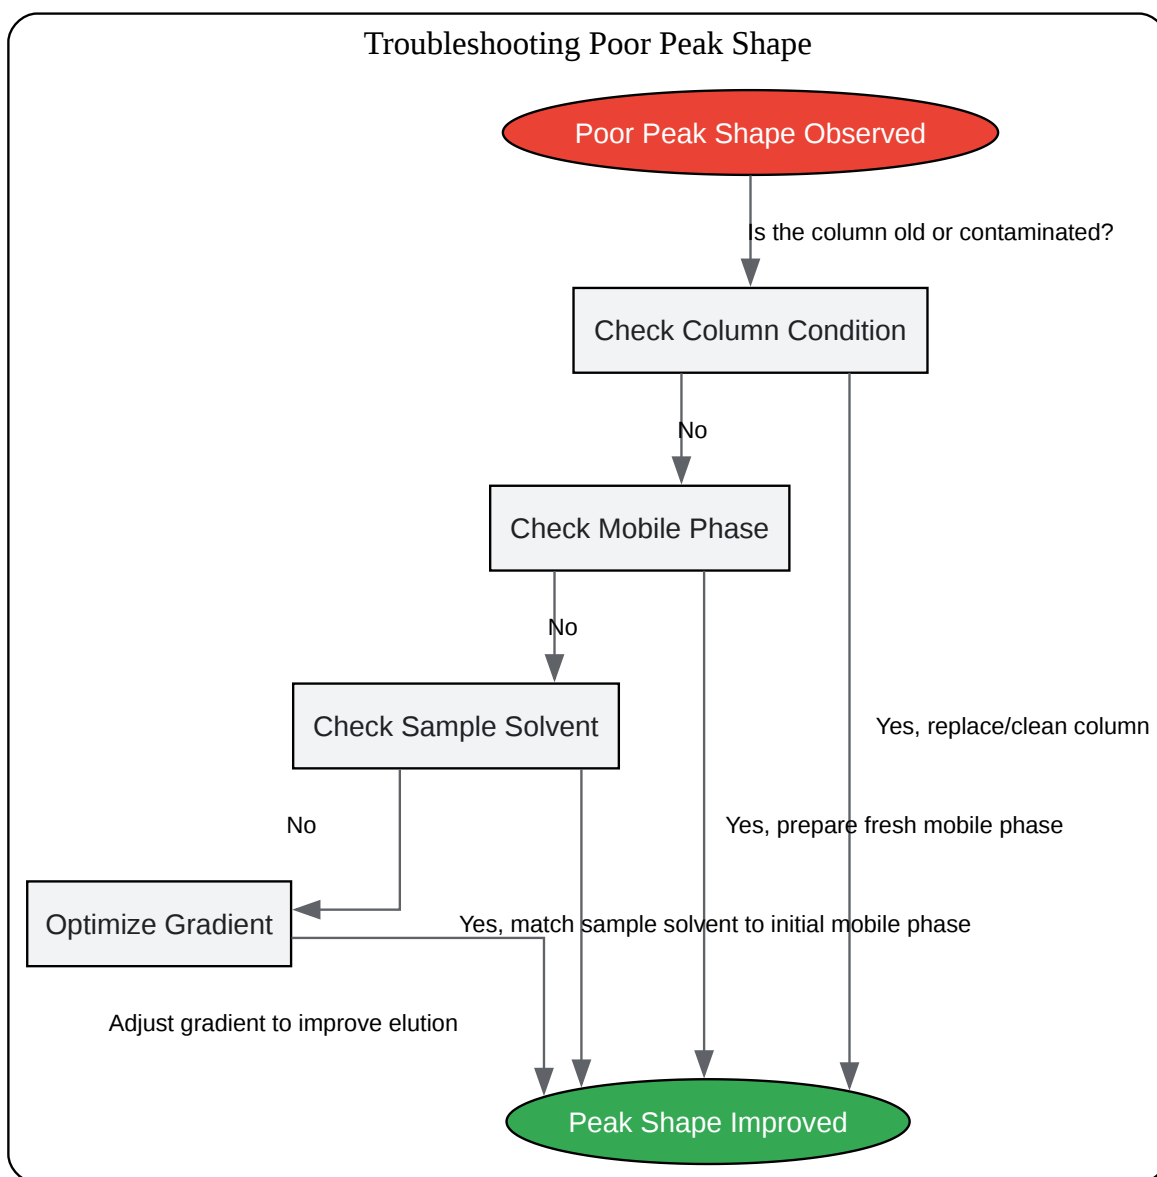 Troubleshooting Poor Peak Shape
Poor Peak Shape Observed
Is the column old or contaminated?
Check Column Condition
No
Check Mobile Phase
No
Check Sample Solvent
Yes, replace/clean column
No
Yes, prepare fresh mobile phase
Optimize Gradient
Yes, match sample solvent to initial mobile phase
Adjust gradient to improve elution
Peak Shape Improved